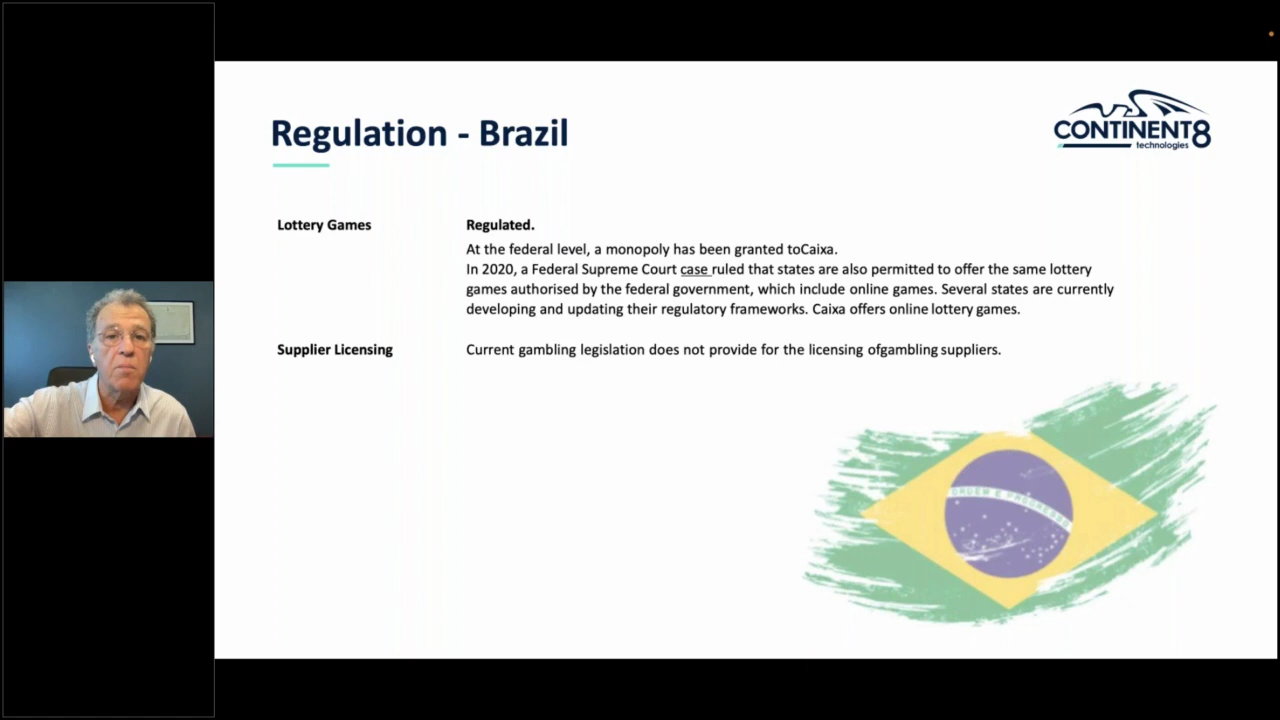 Regulation - Brazil
CONTINENT8
technologies
Lottery Games
Regulated.
At the federal level, a monopoly has been granted toCaixa.
In 2020, a Federal Supreme Court case ruled that states are also permitted to offer the same lottery
games authorised by the federal government, which include online games. Several states are currently
developing and updating their regulatory frameworks. Caixa offers online lottery games.
Supplier Licensing
Current gambling legislation does not provide for the licensing ofgambling suppliers.
ORDEM E PROGRESSO